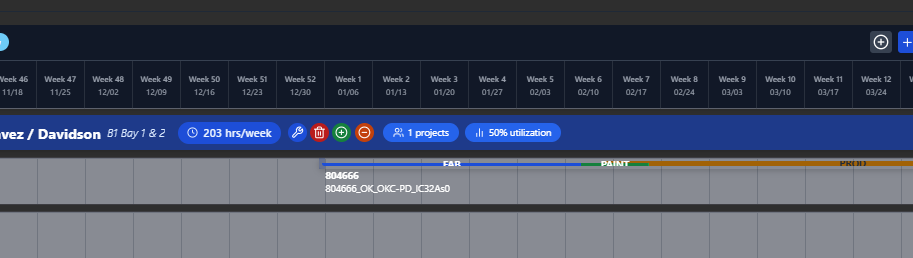 Week 46 Week 47 Week 48 Week 49 Week 50 Week 51 Week 52 Week 1 Week 2 Week 3 Week 4 Week 5 Week 6 Week 7 Week 8 Week 9 Week 10 Week 11 Week 12
11/18 11/25 12/02 12/09 12/16 12/23 12/30 01/06 01/13 01/20 01/27 02/03 02/10 02/17 02/24 03/03 03/10 03/17 03/24
avez / Davidson B1 Bay 1 & 2 203 hrs/week 1 projects 50% utilization
FAB PAINT PROD
804666
804666_OK_OKC-PD_IC32As0